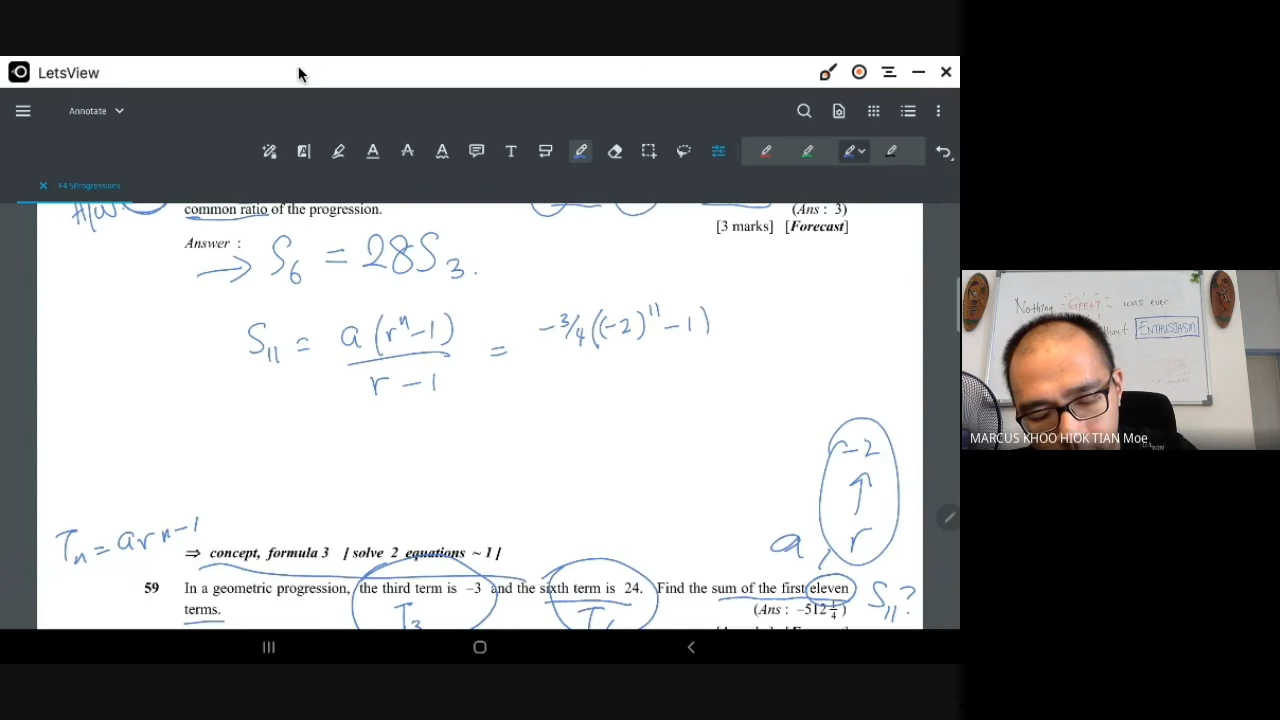 LetsView
Annotate
F4 5Progressions
H/W
common ratio of the progression.
(Ans : 3)
[3 marks] [Forecast]
Answer :
→ S₆ = 28S₃.
S₁₁ = a(rⁿ-1) / r-1 = -3/4((-2)¹¹-1)
r-2
↑
a, r
Tₙ = arⁿ⁻¹
⇒ concept, formula 3 [ solve 2 equations ~ 1 ]
59 In a geometric progression, the third term is −3 and the sixth term is 24. Find the sum of the first eleven
terms.
(Ans : −512 1/4 )
S₁₁?
T₃
Nothing GREAT was ever
ENTHUSIASM
MARCUS KHOO HIOK TIAN Moe